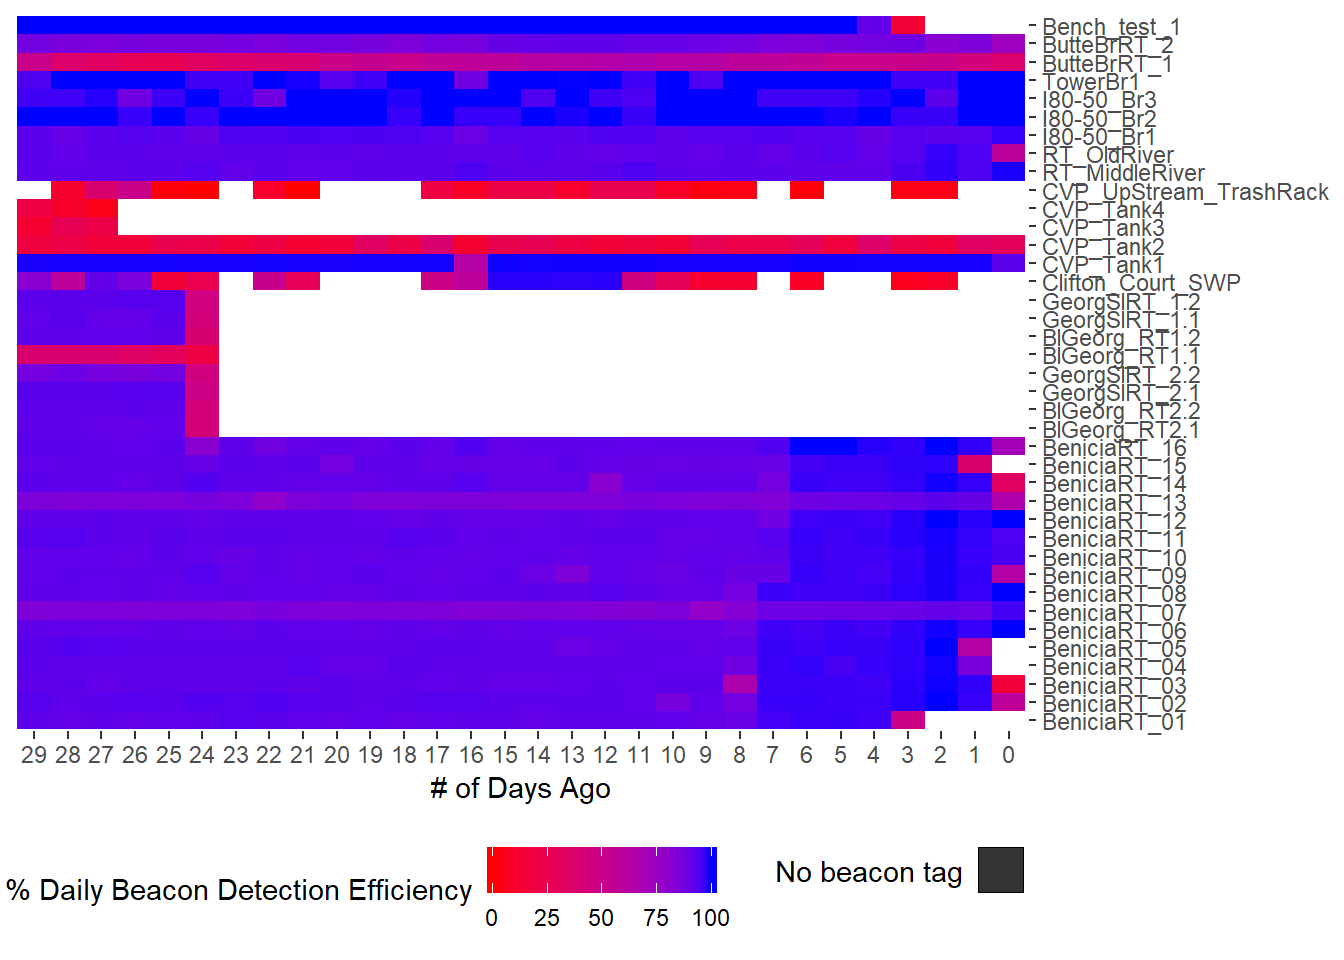 Bench_test_1
ButteBrRT_2
ButteBrRT_1
TowerBr1
I80-50_Br3
I80-50_Br2
I80-50_Br1
RT_OldRiver
RT_MiddleRiver
CVP_UpStream_TrashRack
CVP_Tank4
CVP_Tank3
CVP_Tank2
CVP_Tank1
Clifton_Court_SWP
GeorgSlRT_1.2
GeorgSlRT_1.1
BlGeorg_RT1.2
BlGeorg_RT1.1
GeorgSlRT_2.2
GeorgSlRT_2.1
BlGeorg_RT2.2
BlGeorg_RT2.1
BeniciaRT_16
BeniciaRT_15
BeniciaRT_14
BeniciaRT_13
BeniciaRT_12
BeniciaRT_11
BeniciaRT_10
BeniciaRT_09
BeniciaRT_08
BeniciaRT_07
BeniciaRT_06
BeniciaRT_05
BeniciaRT_04
BeniciaRT_03
BeniciaRT_02
BeniciaRT_01
29 28 27 26 25 24 23 22 21 20 19 18 17 16 15 14 13 12 11 10 9 8 7 6 5 4 3 2 1 0
# of Days Ago
% Daily Beacon Detection Efficiency
0 25 50 75 100
No beacon tag